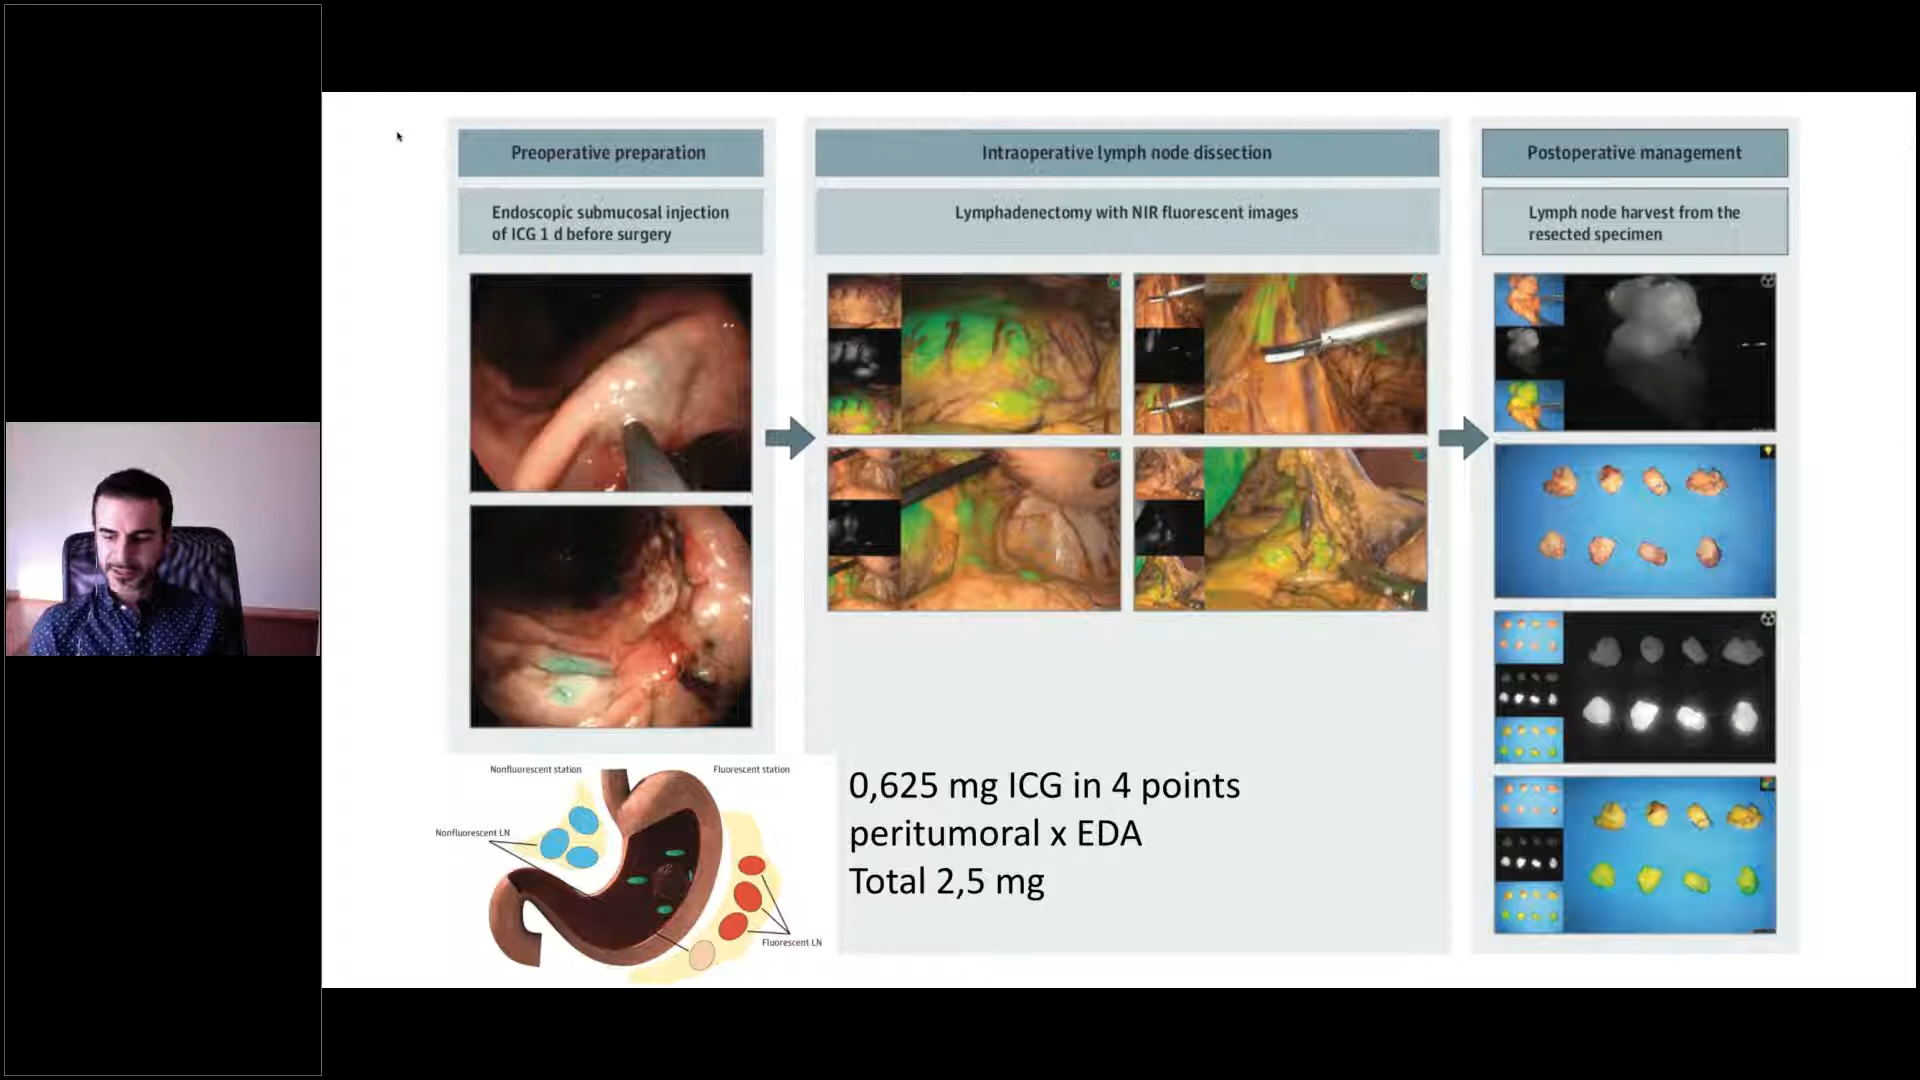 Preoperative preparation
Endoscopic submucosal injection
of ICG 1 d before surgery
Intraoperative lymph node dissection
Lymphadenectomy with NIR fluorescent images
Postoperative management
Lymph node harvest from the
resected specimen
Nonfluorescent station
Fluorescent station
Nonfluorescent LN
Fluorescent LN
0,625 mg ICG in 4 points
peritumoral x EDA
Total 2,5 mg